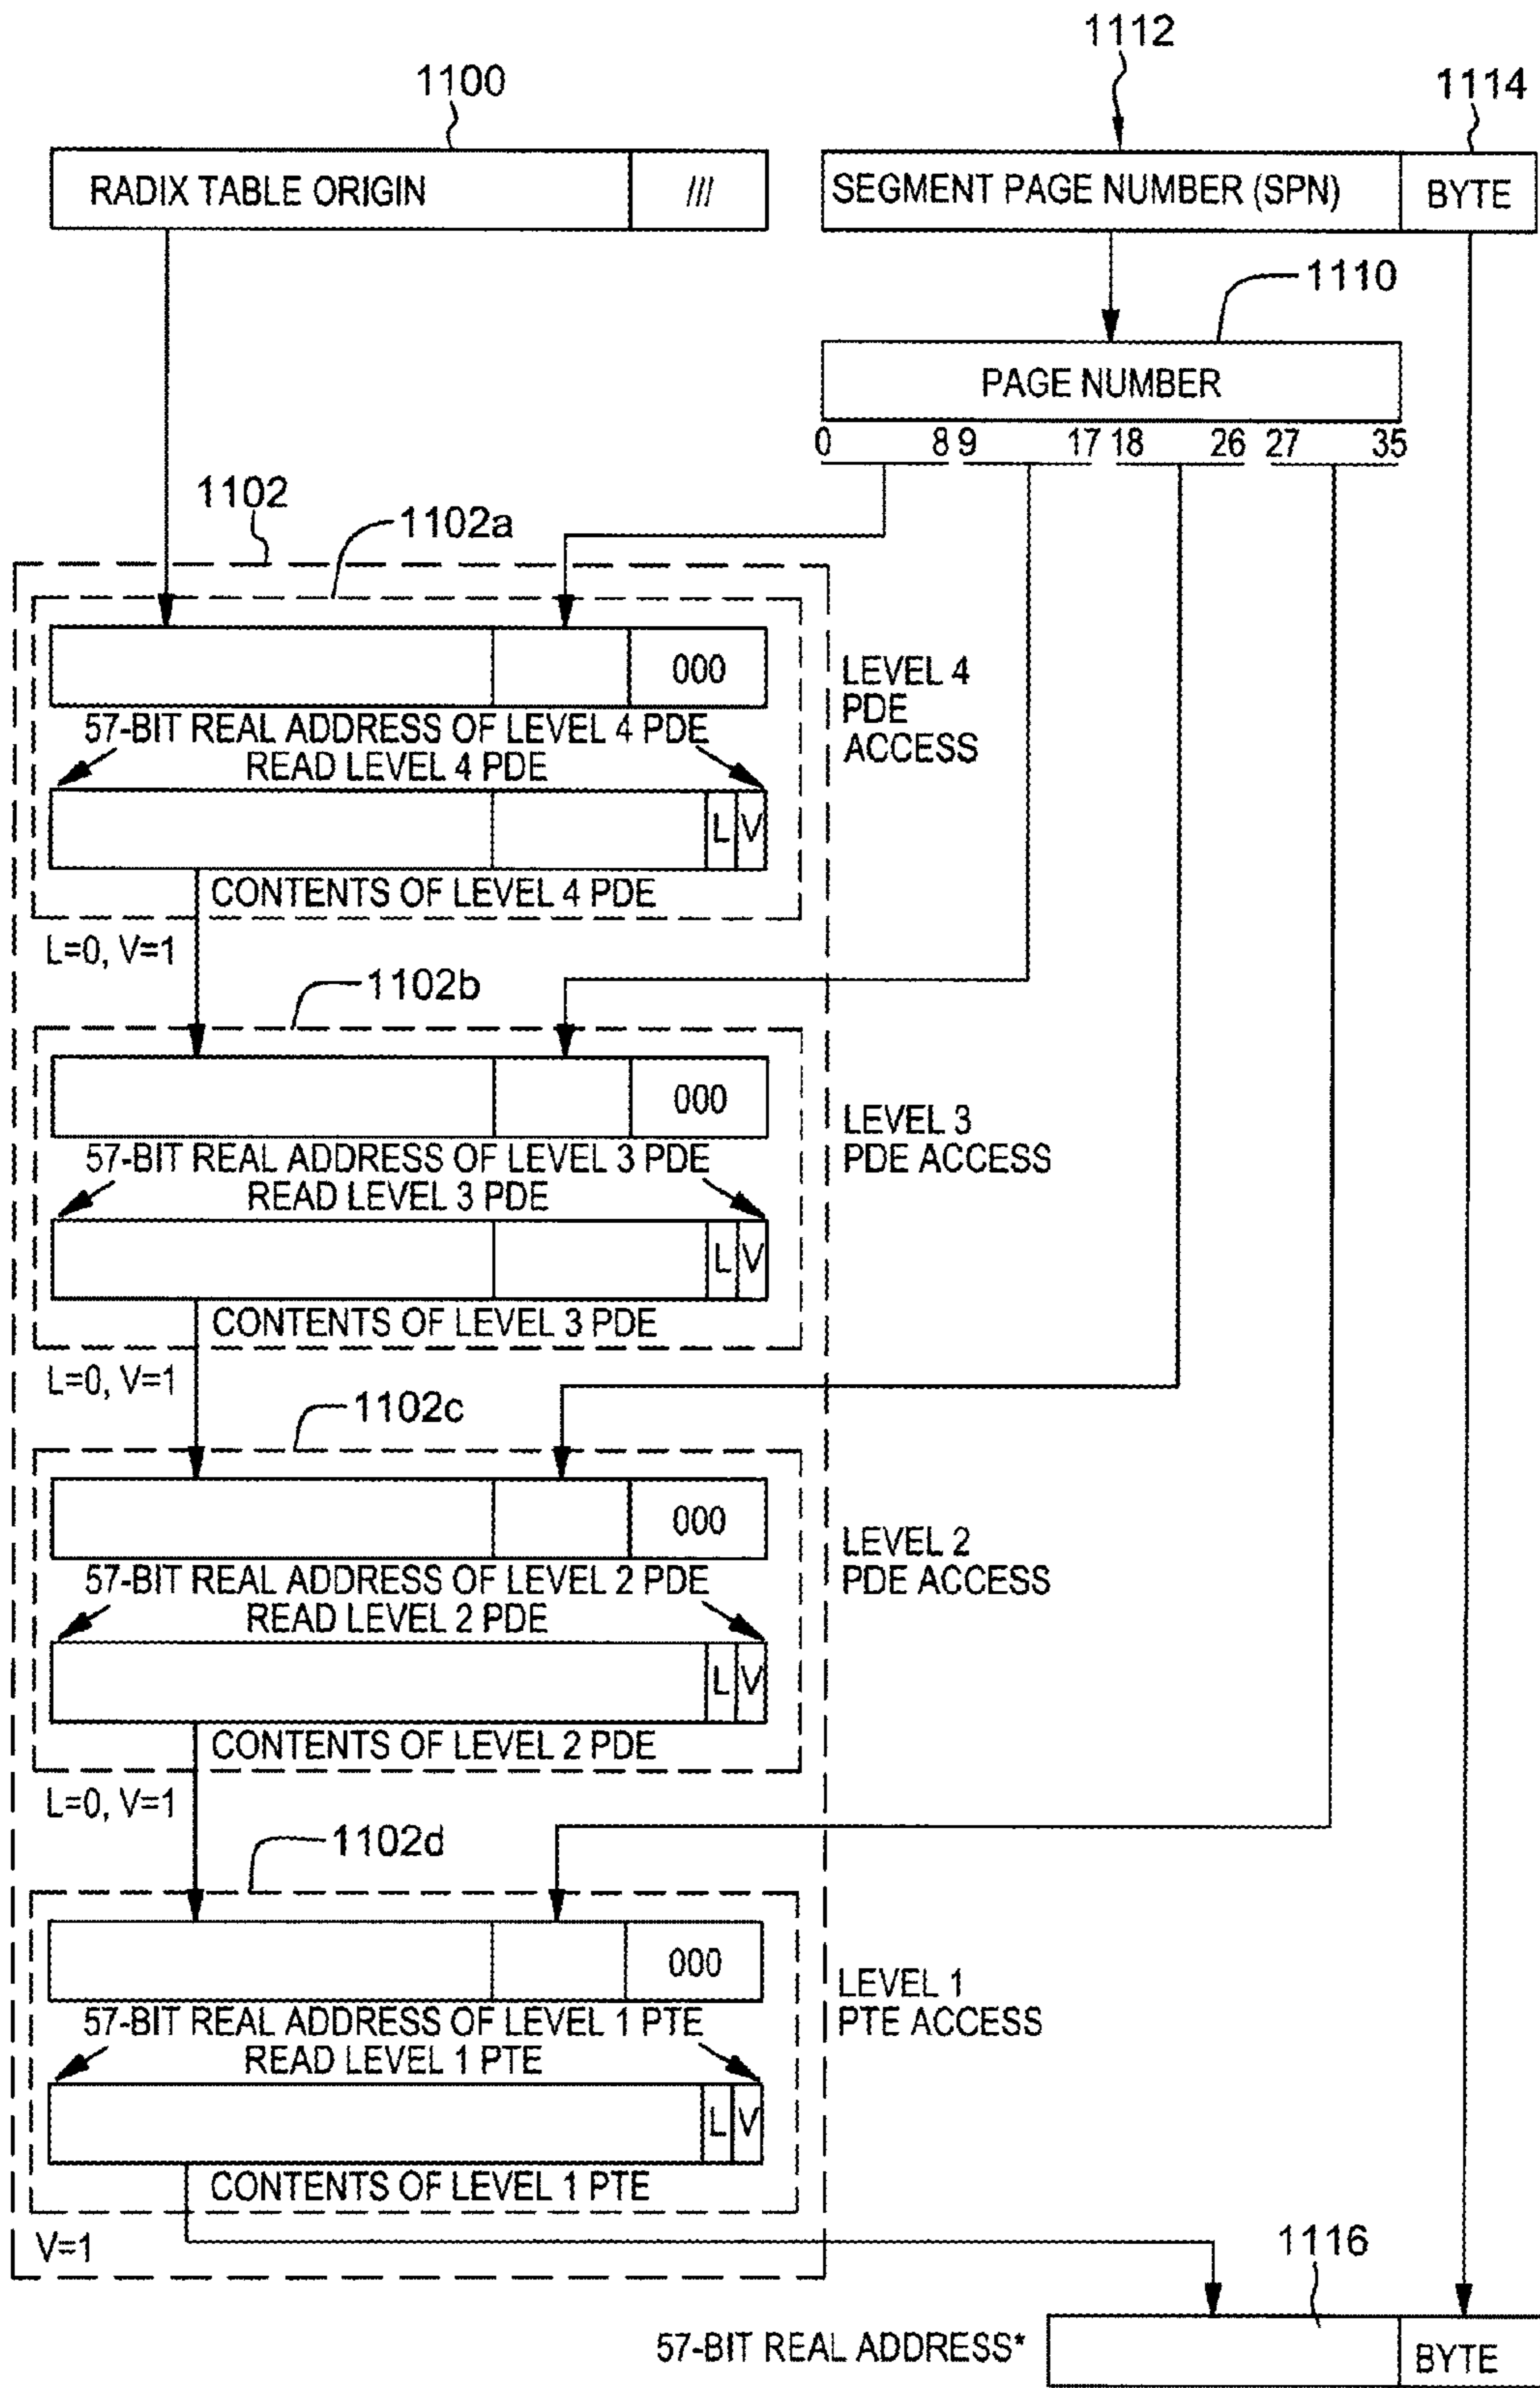 1112
1100
1114
RADIX TABLE ORIGIN
///
SEGMENT PAGE NUMBER (SPN)
BYTE
1110
PAGE NUMBER
0 8 9 17 18 26 27 35
1102
1102a
000
LEVEL 4
PDE
ACCESS
57-BIT REAL ADDRESS OF LEVEL 4 PDE
READ LEVEL 4 PDE
L V
CONTENTS OF LEVEL 4 PDE
L=0, V=1
1102b
000
LEVEL 3
PDE ACCESS
57-BIT REAL ADDRESS OF LEVEL 3 PDE
READ LEVEL 3 PDE
L V
CONTENTS OF LEVEL 3 PDE
L=0, V=1
1102c
000
LEVEL 2
PDE ACCESS
57-BIT REAL ADDRESS OF LEVEL 2 PDE
READ LEVEL 2 PDE
L V
CONTENTS OF LEVEL 2 PDE
L=0, V=1
1102d
000
LEVEL 1
PTE ACCESS
57-BIT REAL ADDRESS OF LEVEL 1 PTE
READ LEVEL 1 PTE
L V
CONTENTS OF LEVEL 1 PTE
V=1
1116
57-BIT REAL ADDRESS*
BYTE